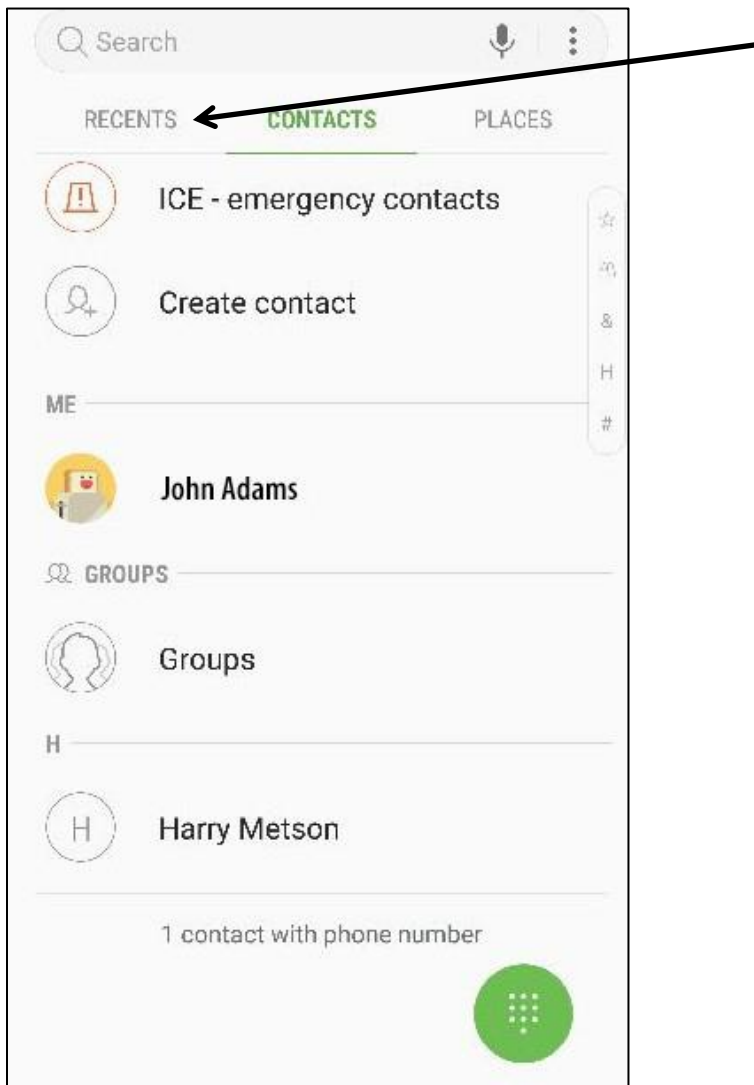 Search
RECENTS CONTACTS PLACES
ICE - emergency contacts
Create contact
&
H
#
ME
John Adams
GROUPS
Groups
H
H Harry Metson
1 contact with phone number